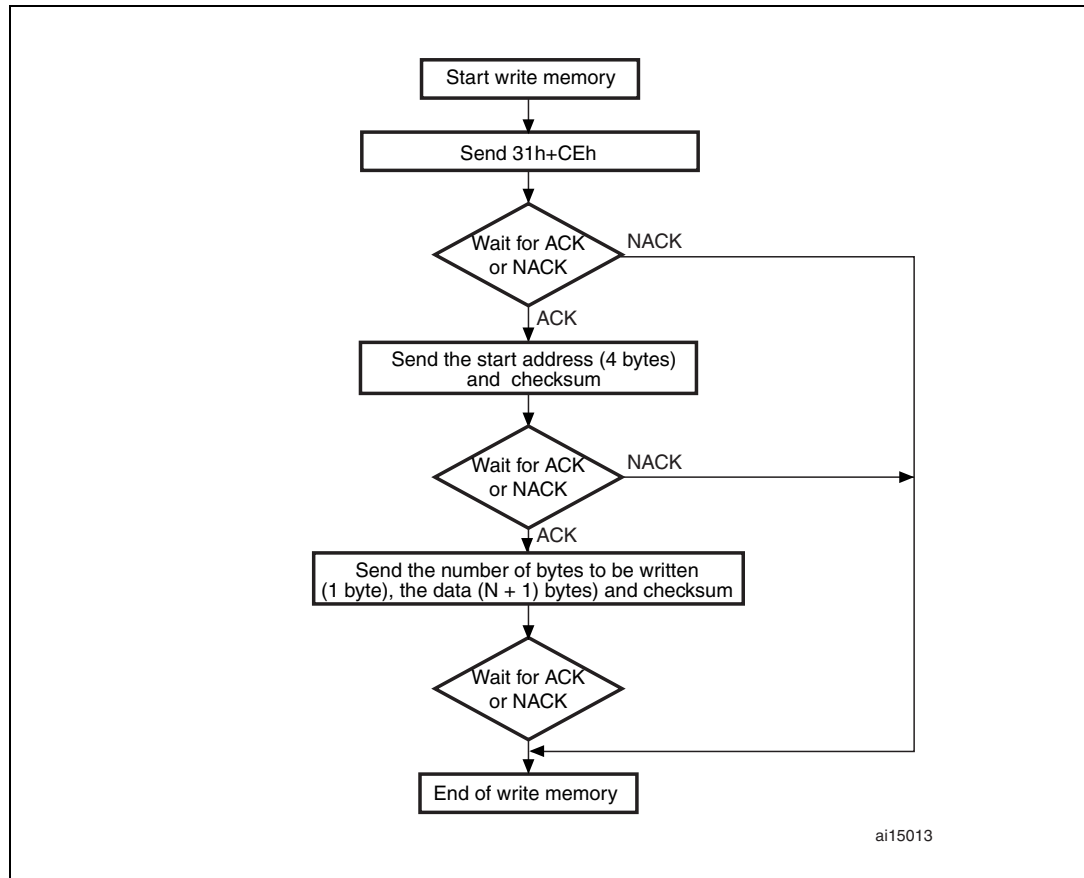 Start write memory
Send 31h+CEh
Wait for ACK
or NACK
NACK
ACK
Send the start address (4 bytes)
and checksum
Wait for ACK
or NACK
NACK
ACK
Send the number of bytes to be written
(1 byte), the data (N + 1) bytes) and checksum
Wait for ACK
or NACK
End of write memory
ai15013